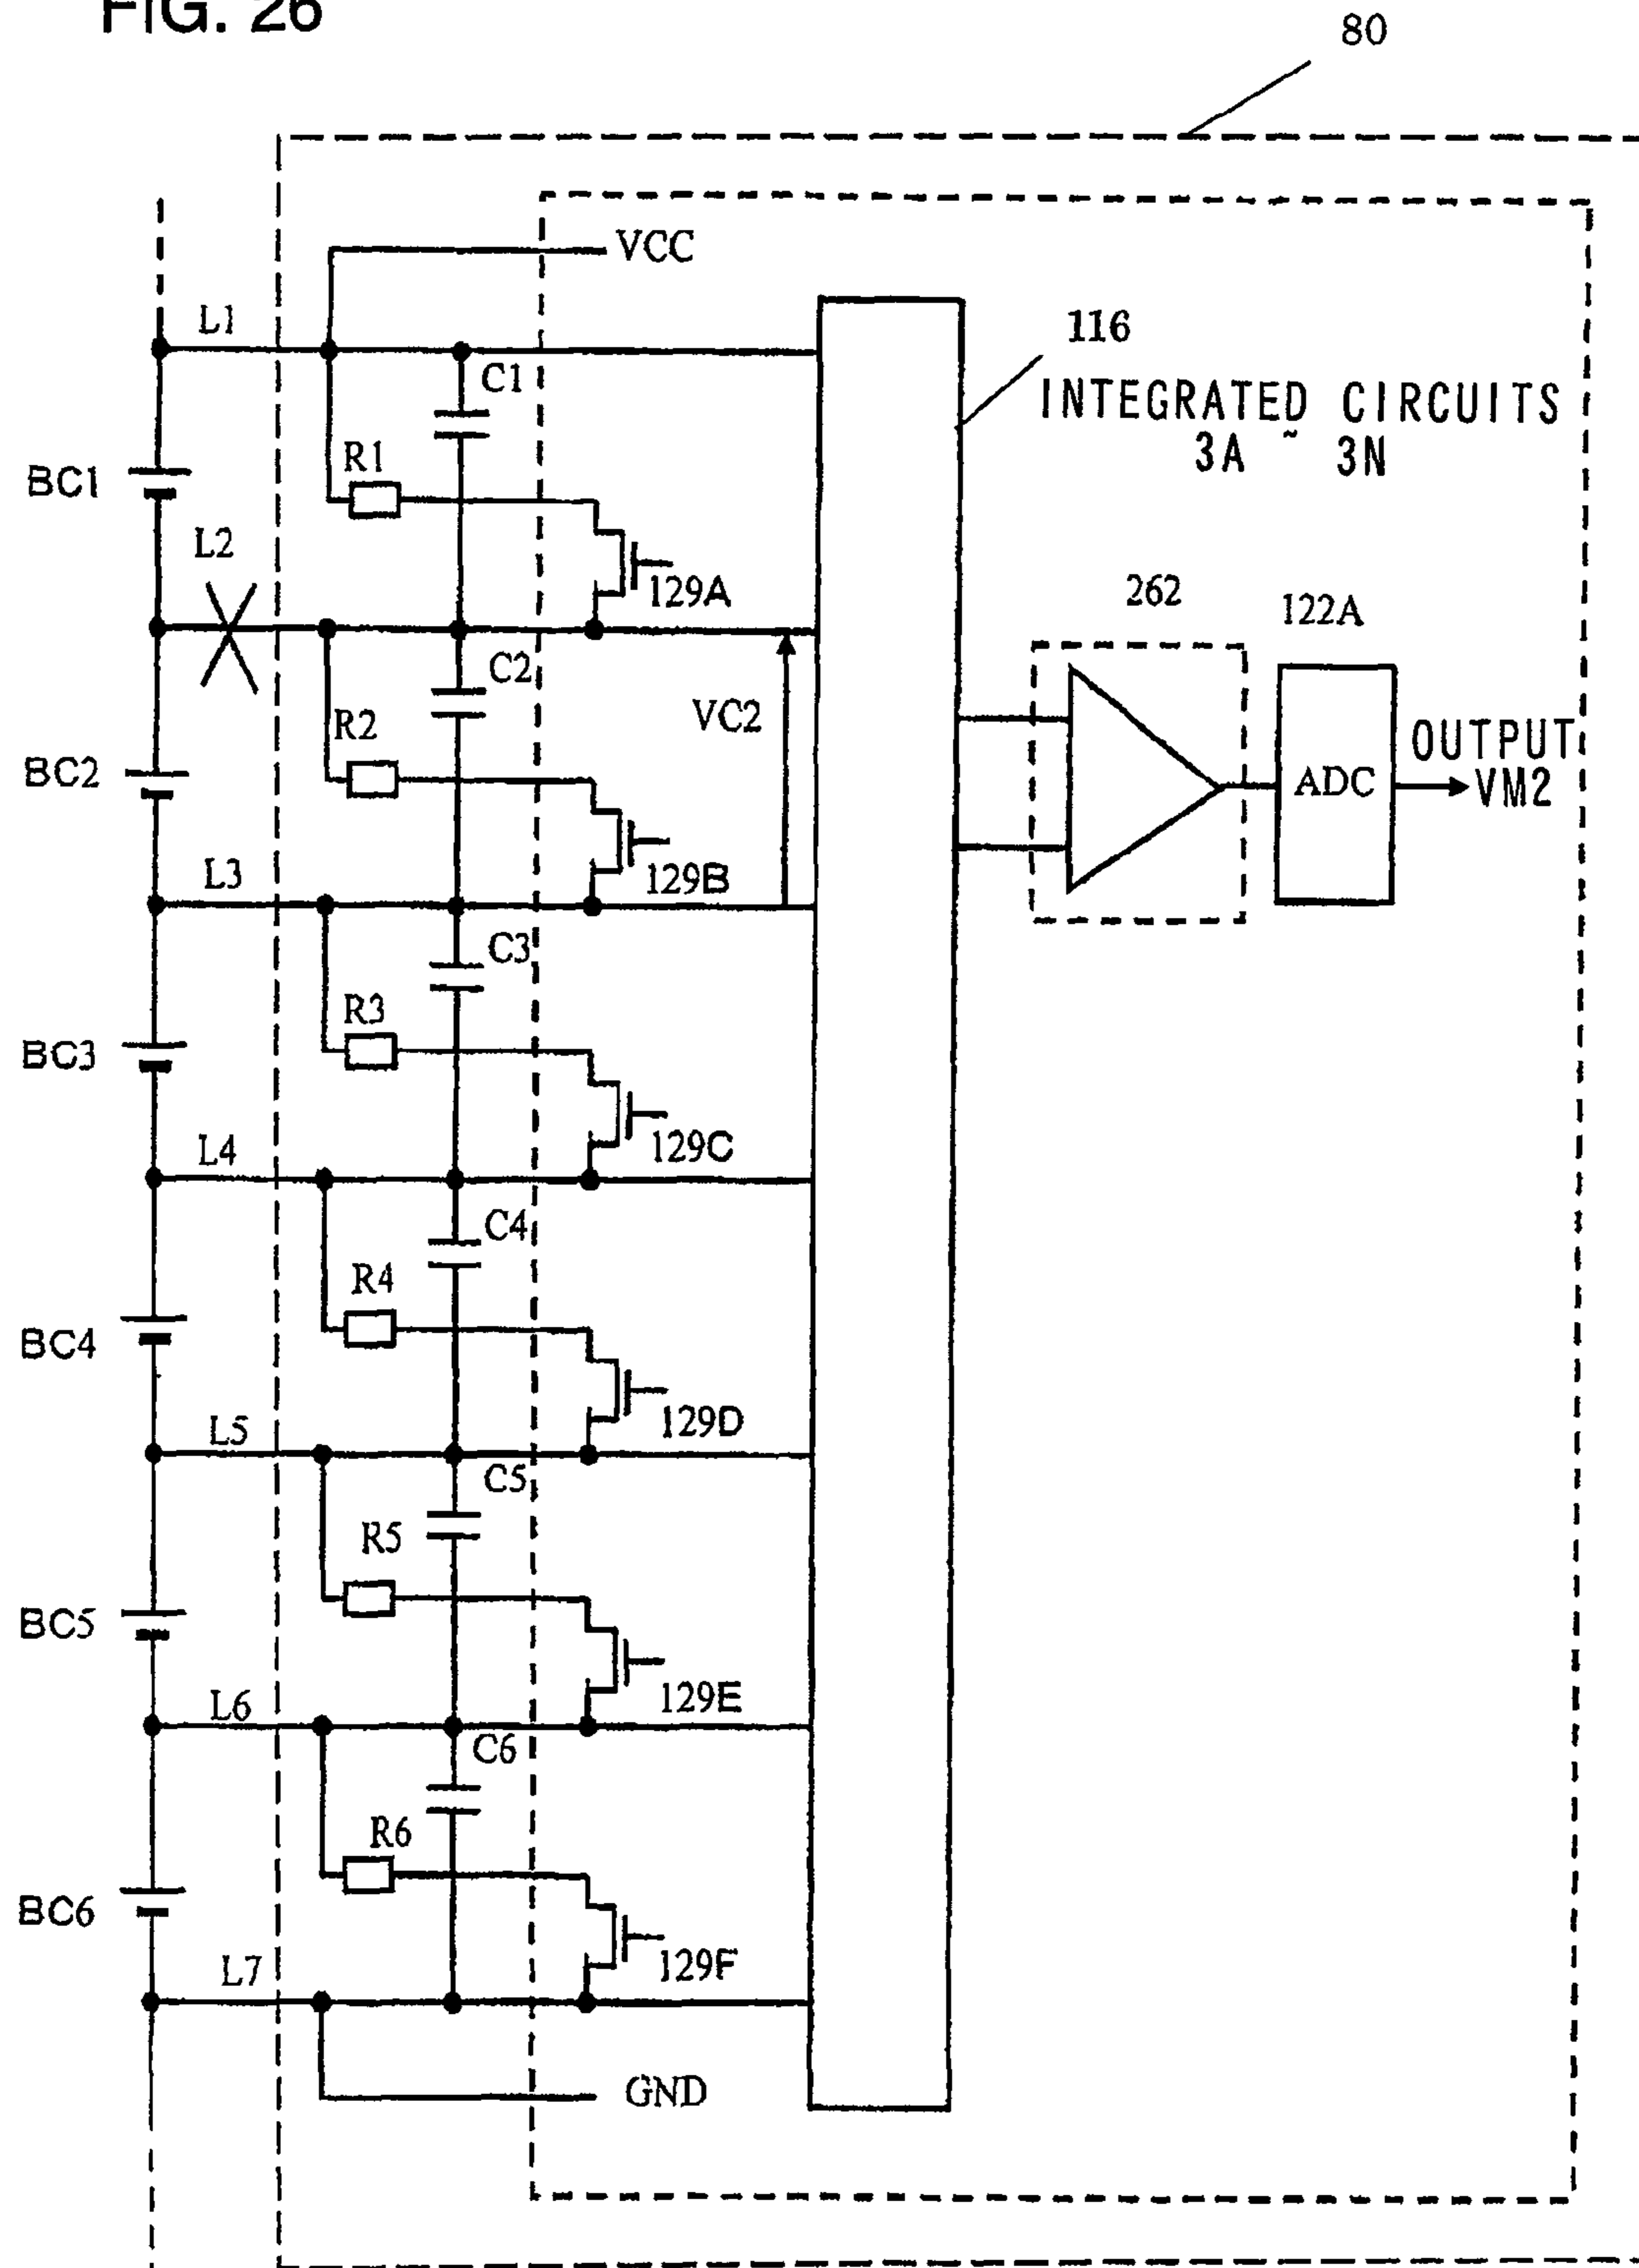 FIG. 26
80
VCC
L1
C1
116
INTEGRATED CIRCUITS
3A ~ 3N
R1
BC1
L2
129A
262
122A
C2
R2
VC2
OUTPUT
VM2
BC2
ADC
L3
129B
C3
R3
BC3
L4
129C
C4
R4
BC4
L5
129D
C5
R5
BC5
L6
129E
C6
R6
BC6
L7
129F
GND